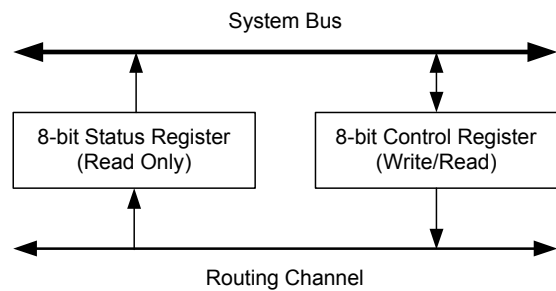 System Bus
8-bit Status Register
(Read Only)
8-bit Control Register
(Write/Read)
Routing Channel